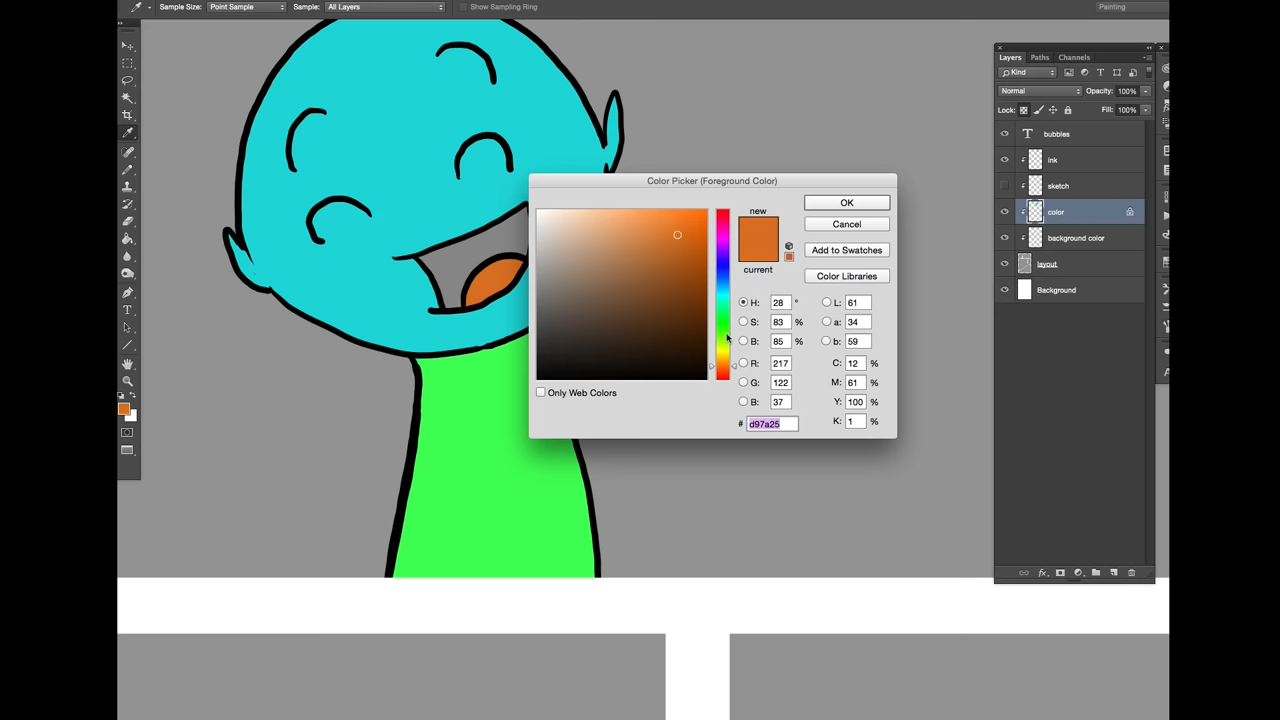 Sample Size: Point Sample Sample: All Layers Show Sampling Ring Painting
Layers Paths Channels
Kind
Normal Opacity: 100%
Lock: Fill: 100%
T bubbles
ink
sketch
color
background color
layout
Background
Color Picker (Foreground Color)
new
current
OK
Cancel
Add to Swatches
Color Libraries
H: 28 ° L: 61
S: 83 % a: 34
B: 85 % b: 59
R: 217 C: 12 %
G: 122 M: 61 %
B: 37 Y: 100 %
# d97a25 K: 1 %
Only Web Colors